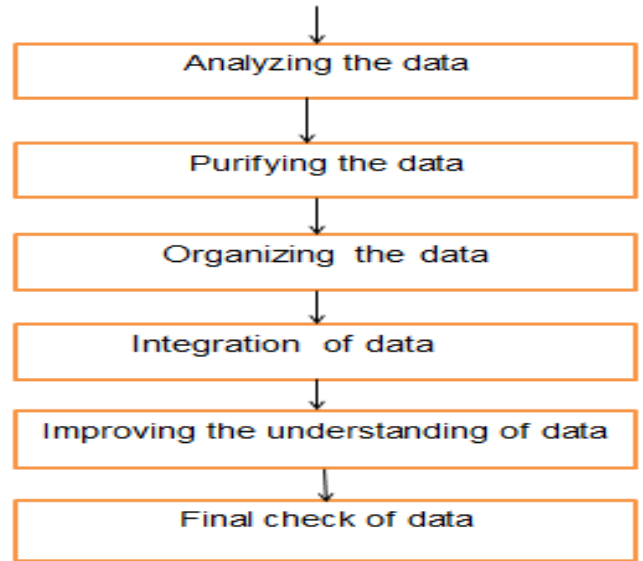 Analyzing the data
Purifying the data
Organizing the data
Integration of data
Improving the understanding of data
Final check of data